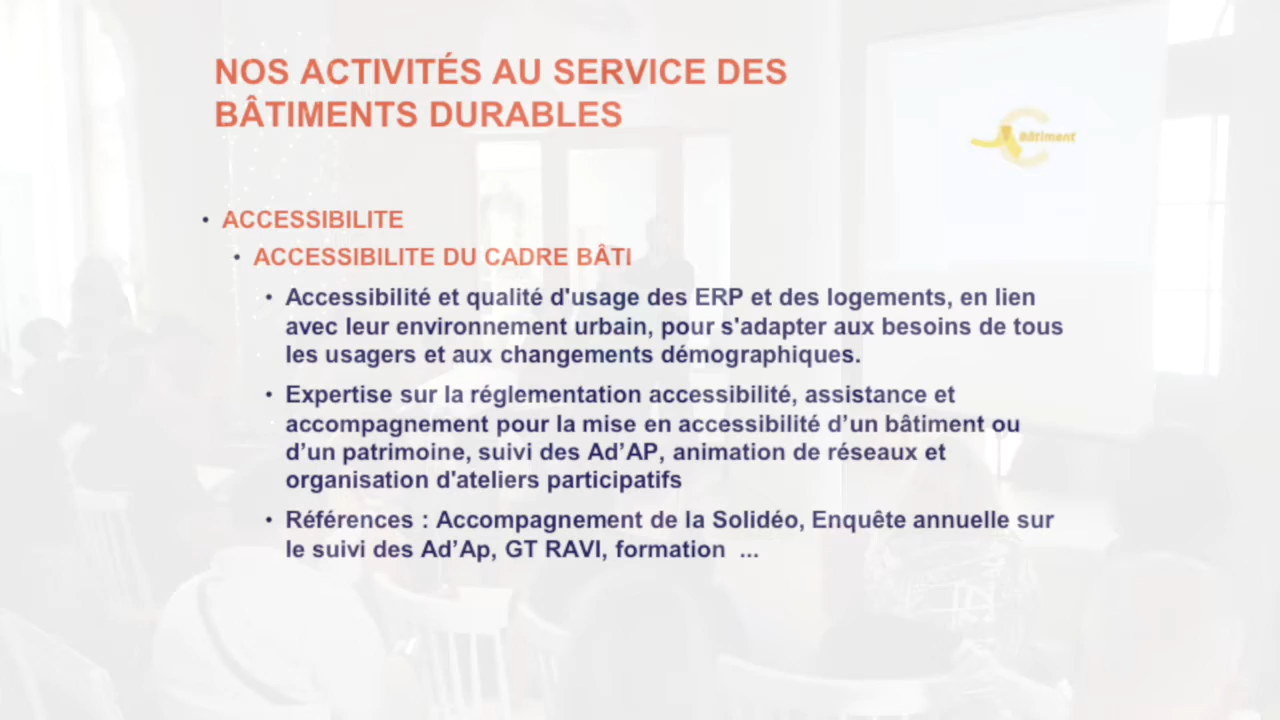 NOS ACTIVITÉS AU SERVICE DES
BÂTIMENTS DURABLES
Bâtiment
• ACCESSIBILITE
• ACCESSIBILITE DU CADRE BÂTI
• Accessibilité et qualité d'usage des ERP et des logements, en lien
avec leur environnement urbain, pour s'adapter aux besoins de tous
les usagers et aux changements démographiques.
• Expertise sur la réglementation accessibilité, assistance et
accompagnement pour la mise en accessibilité d’un bâtiment ou
d’un patrimoine, suivi des Ad’AP, animation de réseaux et
organisation d'ateliers participatifs
• Références : Accompagnement de la Solidéo, Enquête annuelle sur
le suivi des Ad’Ap, GT RAVI, formation ...